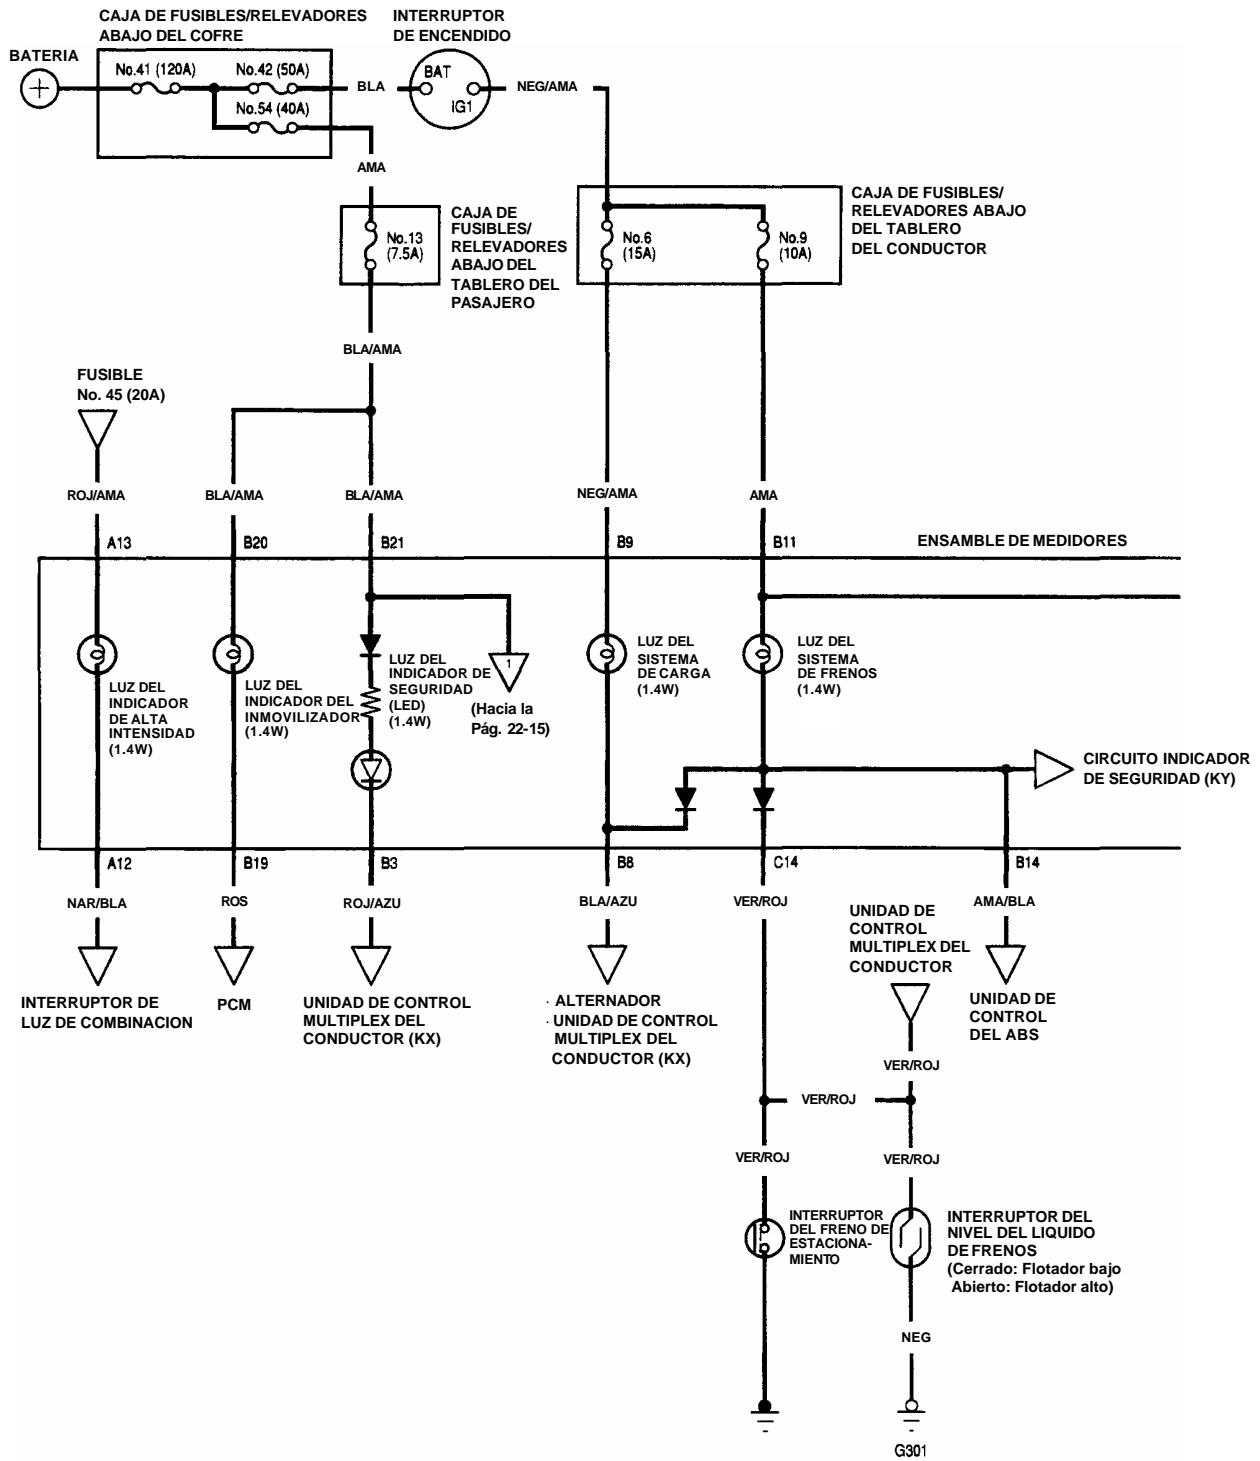 CAJA DE FUSIBLES/RELEVADORES
ABAJO DEL COFRE
INTERRUPTOR
DE ENCENDIDO
BATERIA
No.41 (120A)
No.42 (50A)
No.54 (40A)
BLA
BAT
IG1
NEG/AMA
AMA
No.13
(7.5A)
CAJA DE
FUSIBLES/
RELEVADORES
ABAJO DEL
TABLERO DEL
PASAJERO
No.6
(15A)
No.9
(10A)
CAJA DE FUSIBLES/
RELEVADORES ABAJO
DEL TABLERO
DEL CONDUCTOR
BLA/AMA
FUSIBLE
No. 45 (20A)
ROJ/AMA
BLA/AMA
BLA/AMA
NEG/AMA
AMA
A13
B20
B21
B9
B11
ENSAMBLE DE MEDIDORES
LUZ DEL
INDICADOR
DE ALTA
INTENSIDAD
(1.4W)
LUZ DEL
INDICADOR DEL
INMOVILIZADOR
(1.4W)
LUZ DEL
INDICADOR DE
SEGURIDAD
(LED)
(1.4W)
1
(Hacia la
Pág. 22-15)
LUZ DEL
SISTEMA
DE CARGA
(1.4W)
LUZ DEL
SISTEMA
DE FRENOS
(1.4W)
CIRCUITO INDICADOR
DE SEGURIDAD (KY)
A12
B19
B3
B8
C14
B14
NAR/BLA
ROS
ROJ/AZU
BLA/AZU
VER/ROJ
AMA/BLA
UNIDAD DE
CONTROL
MULTIPLEX DEL
CONDUCTOR
INTERRUPTOR DE
LUZ DE COMBINACION
PCM
UNIDAD DE CONTROL
MULTIPLEX DEL
CONDUCTOR (KX)
· ALTERNADOR
· UNIDAD DE CONTROL
MULTIPLEX DEL
CONDUCTOR (KX)
UNIDAD DE
CONTROL
DEL ABS
VER/ROJ
VER/ROJ
VER/ROJ
VER/ROJ
INTERRUPTOR
DEL FRENO DE
ESTACIONA-
MIENTO
INTERRUPTOR DEL
NIVEL DEL LIQUIDO
DE FRENOS
(Cerrado: Flotador bajo
Abierto: Flotador alto)
NEG
G301